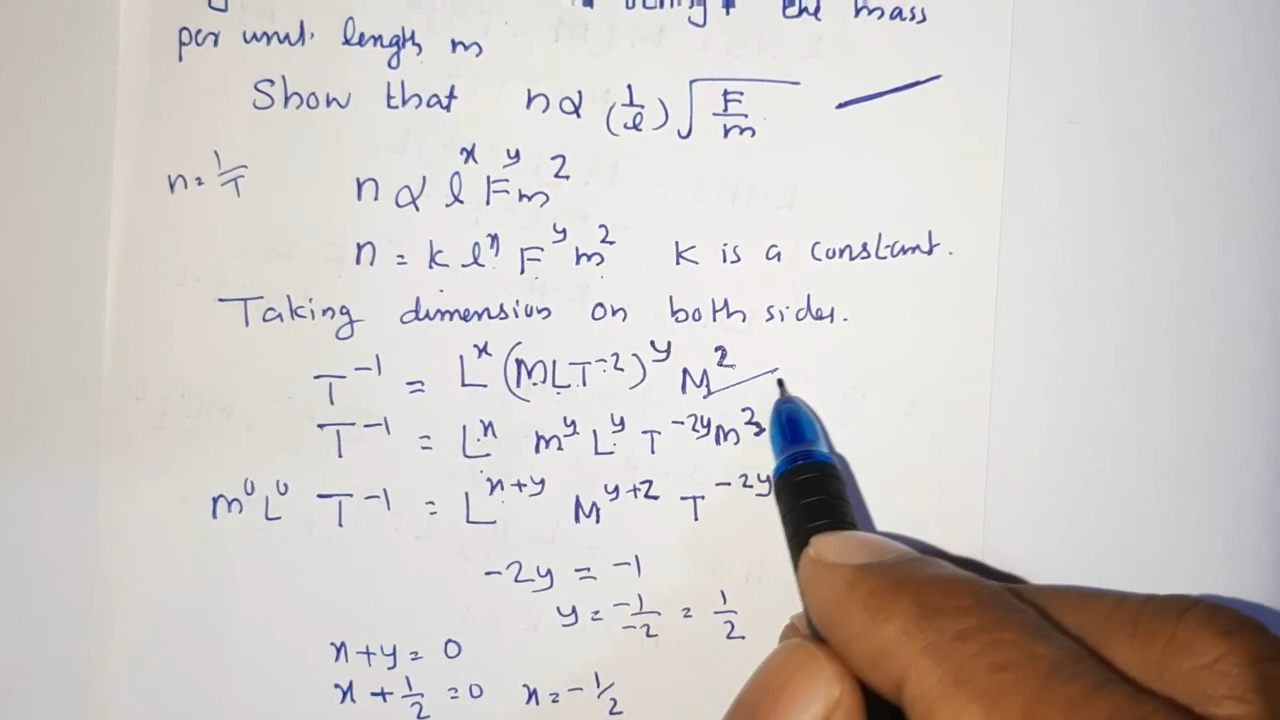 the mass
per unit. length m
Show that n ∝ (1/l) √(F/m)
n = 1/T n ∝ l^x F^y m^z
n = k l^x F^y m^z K is a constant.
Taking dimension on both sides.
T^-1 = L^x (MLT^-2)^y M^z
T^-1 = L^x M^y L^y T^-2y M^z
M^0 L^0 T^-1 = L^x+y M^y+z T^-2y
-2y = -1
y = -1/-2 = 1/2
x + y = 0
x + 1/2 = 0 x = -1/2